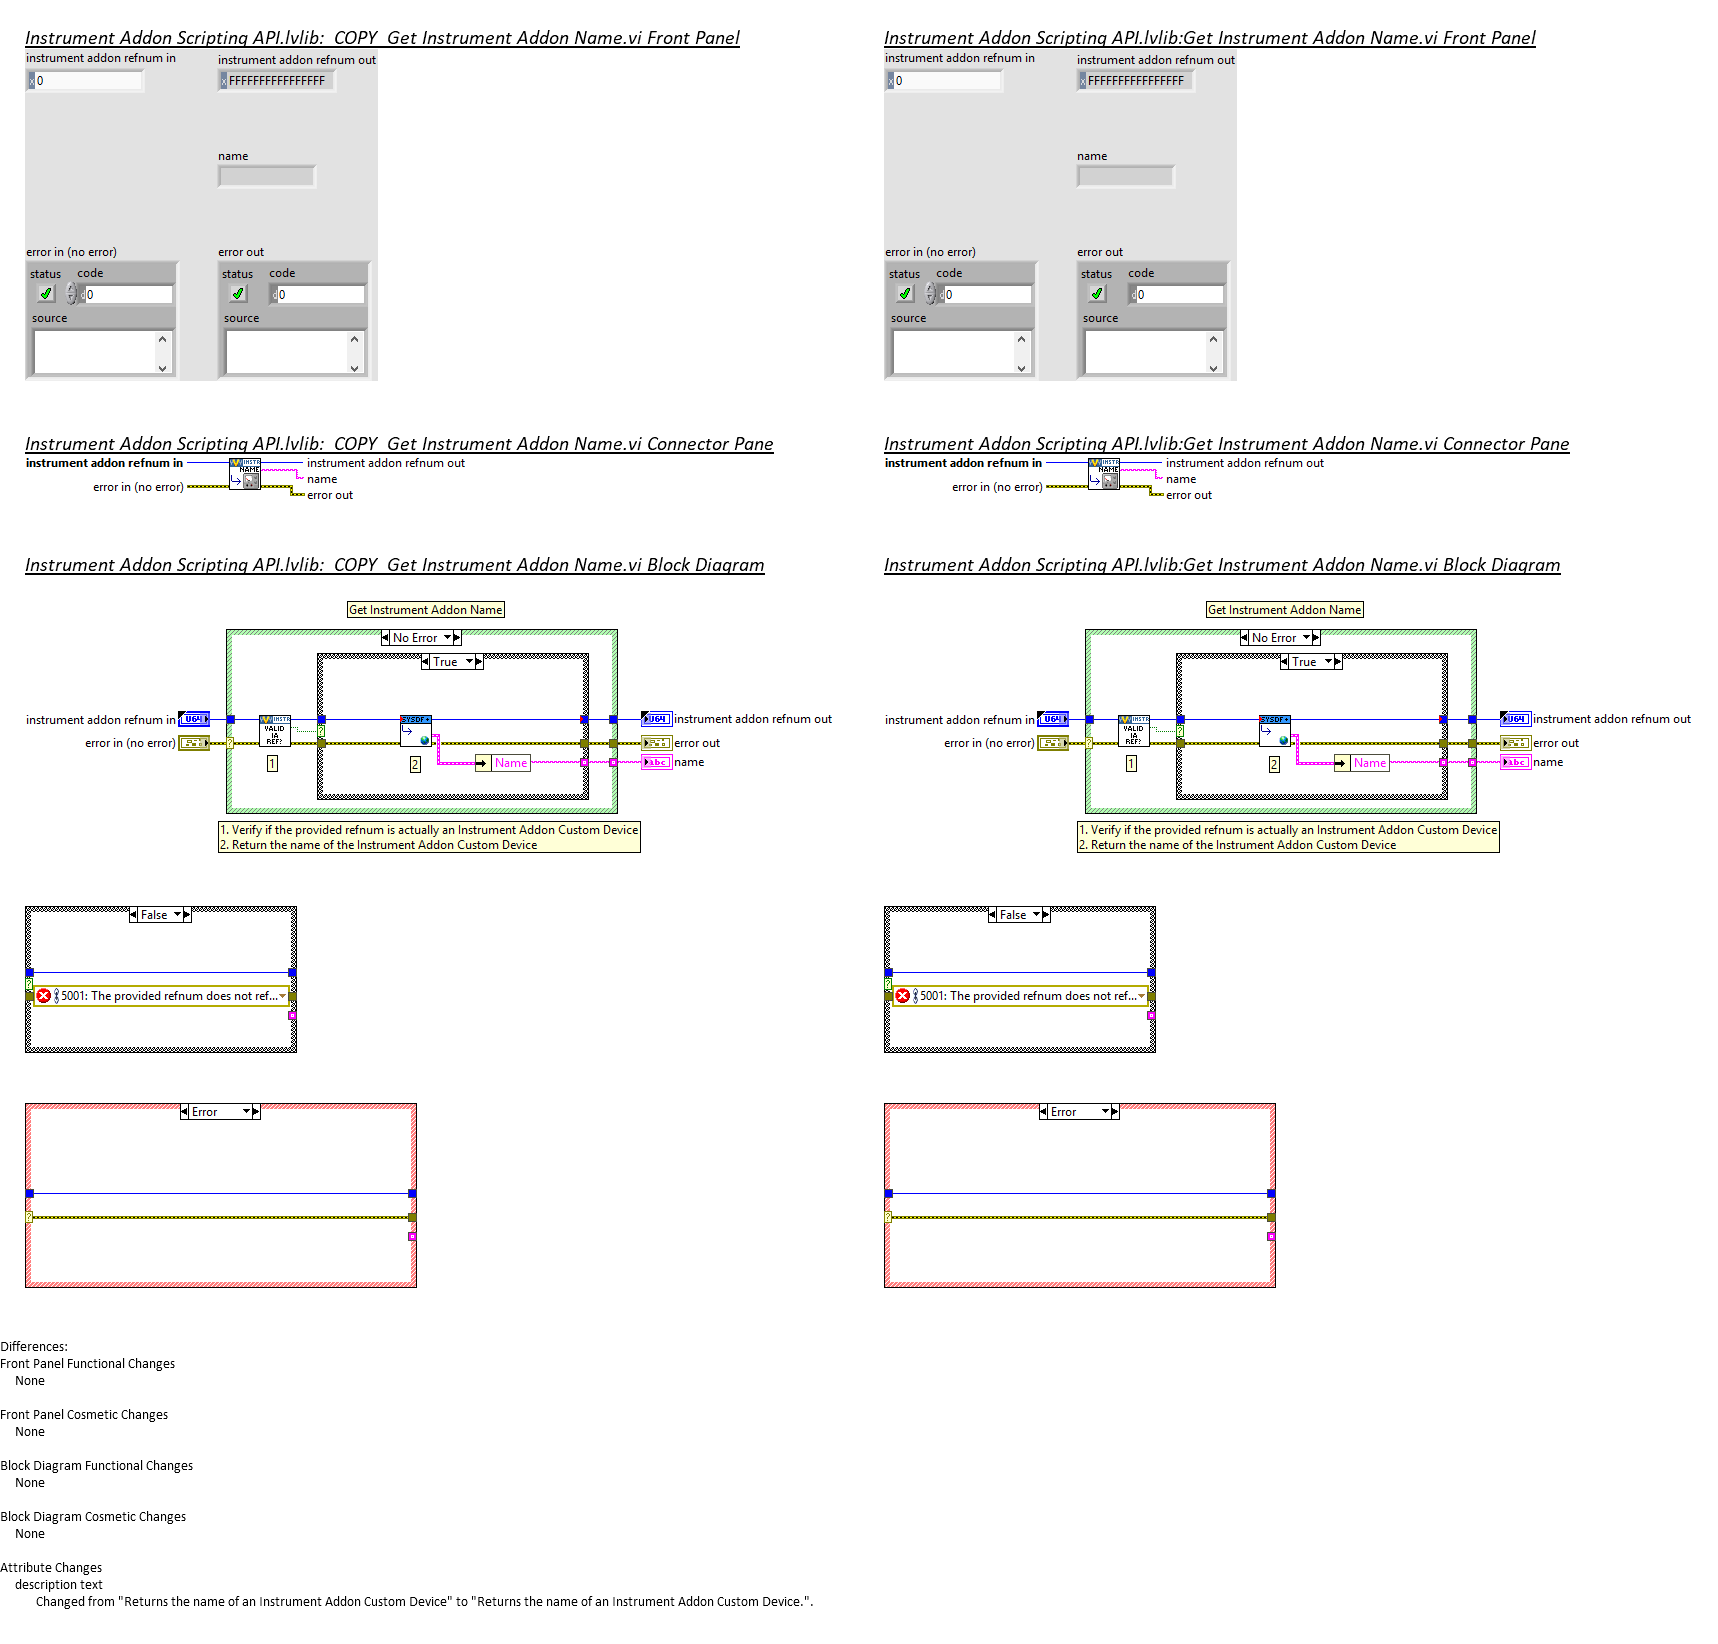 Instrument Addon Scripting API.lvlib:_COPY_Get Instrument Addon Name.vi Front Panel
instrument addon refnum in
instrument addon refnum out
x 0
x FFFFFFFFFFFFFFFF
name
error in (no error)
error out
status code
status code
d 0
d 0
source
source
Instrument Addon Scripting API.lvlib:Get Instrument Addon Name.vi Front Panel
instrument addon refnum in
instrument addon refnum out
x 0
x FFFFFFFFFFFFFFFF
name
error in (no error)
error out
status code
status code
d 0
d 0
source
source
Instrument Addon Scripting API.lvlib:_COPY_Get Instrument Addon Name.vi Connector Pane
instrument addon refnum in
INSTR
NAME
instrument addon refnum out
name
error in (no error)
error out
Instrument Addon Scripting API.lvlib:Get Instrument Addon Name.vi Connector Pane
instrument addon refnum in
INSTR
NAME
instrument addon refnum out
name
error in (no error)
error out
Instrument Addon Scripting API.lvlib:_COPY_Get Instrument Addon Name.vi Block Diagram
Get Instrument Addon Name
No Error
True
instrument addon refnum in
U64
INSTR
VALID
IA
REF?
SYSDF
U64
instrument addon refnum out
error in (no error)
?
?
error out
1
2
Name
abc
name
1. Verify if the provided refnum is actually an Instrument Addon Custom Device
2. Return the name of the Instrument Addon Custom Device
Instrument Addon Scripting API.lvlib:Get Instrument Addon Name.vi Block Diagram
Get Instrument Addon Name
No Error
True
instrument addon refnum in
U64
INSTR
VALID
IA
REF?
SYSDF
U64
instrument addon refnum out
error in (no error)
?
?
error out
1
2
Name
abc
name
1. Verify if the provided refnum is actually an Instrument Addon Custom Device
2. Return the name of the Instrument Addon Custom Device
False
?
5001: The provided refnum does not ref...
False
?
5001: The provided refnum does not ref...
Error
?
Error
?
Differences:
Front Panel Functional Changes
None
Front Panel Cosmetic Changes
None
Block Diagram Functional Changes
None
Block Diagram Cosmetic Changes
None
Attribute Changes
description text
Changed from "Returns the name of an Instrument Addon Custom Device" to "Returns the name of an Instrument Addon Custom Device.".